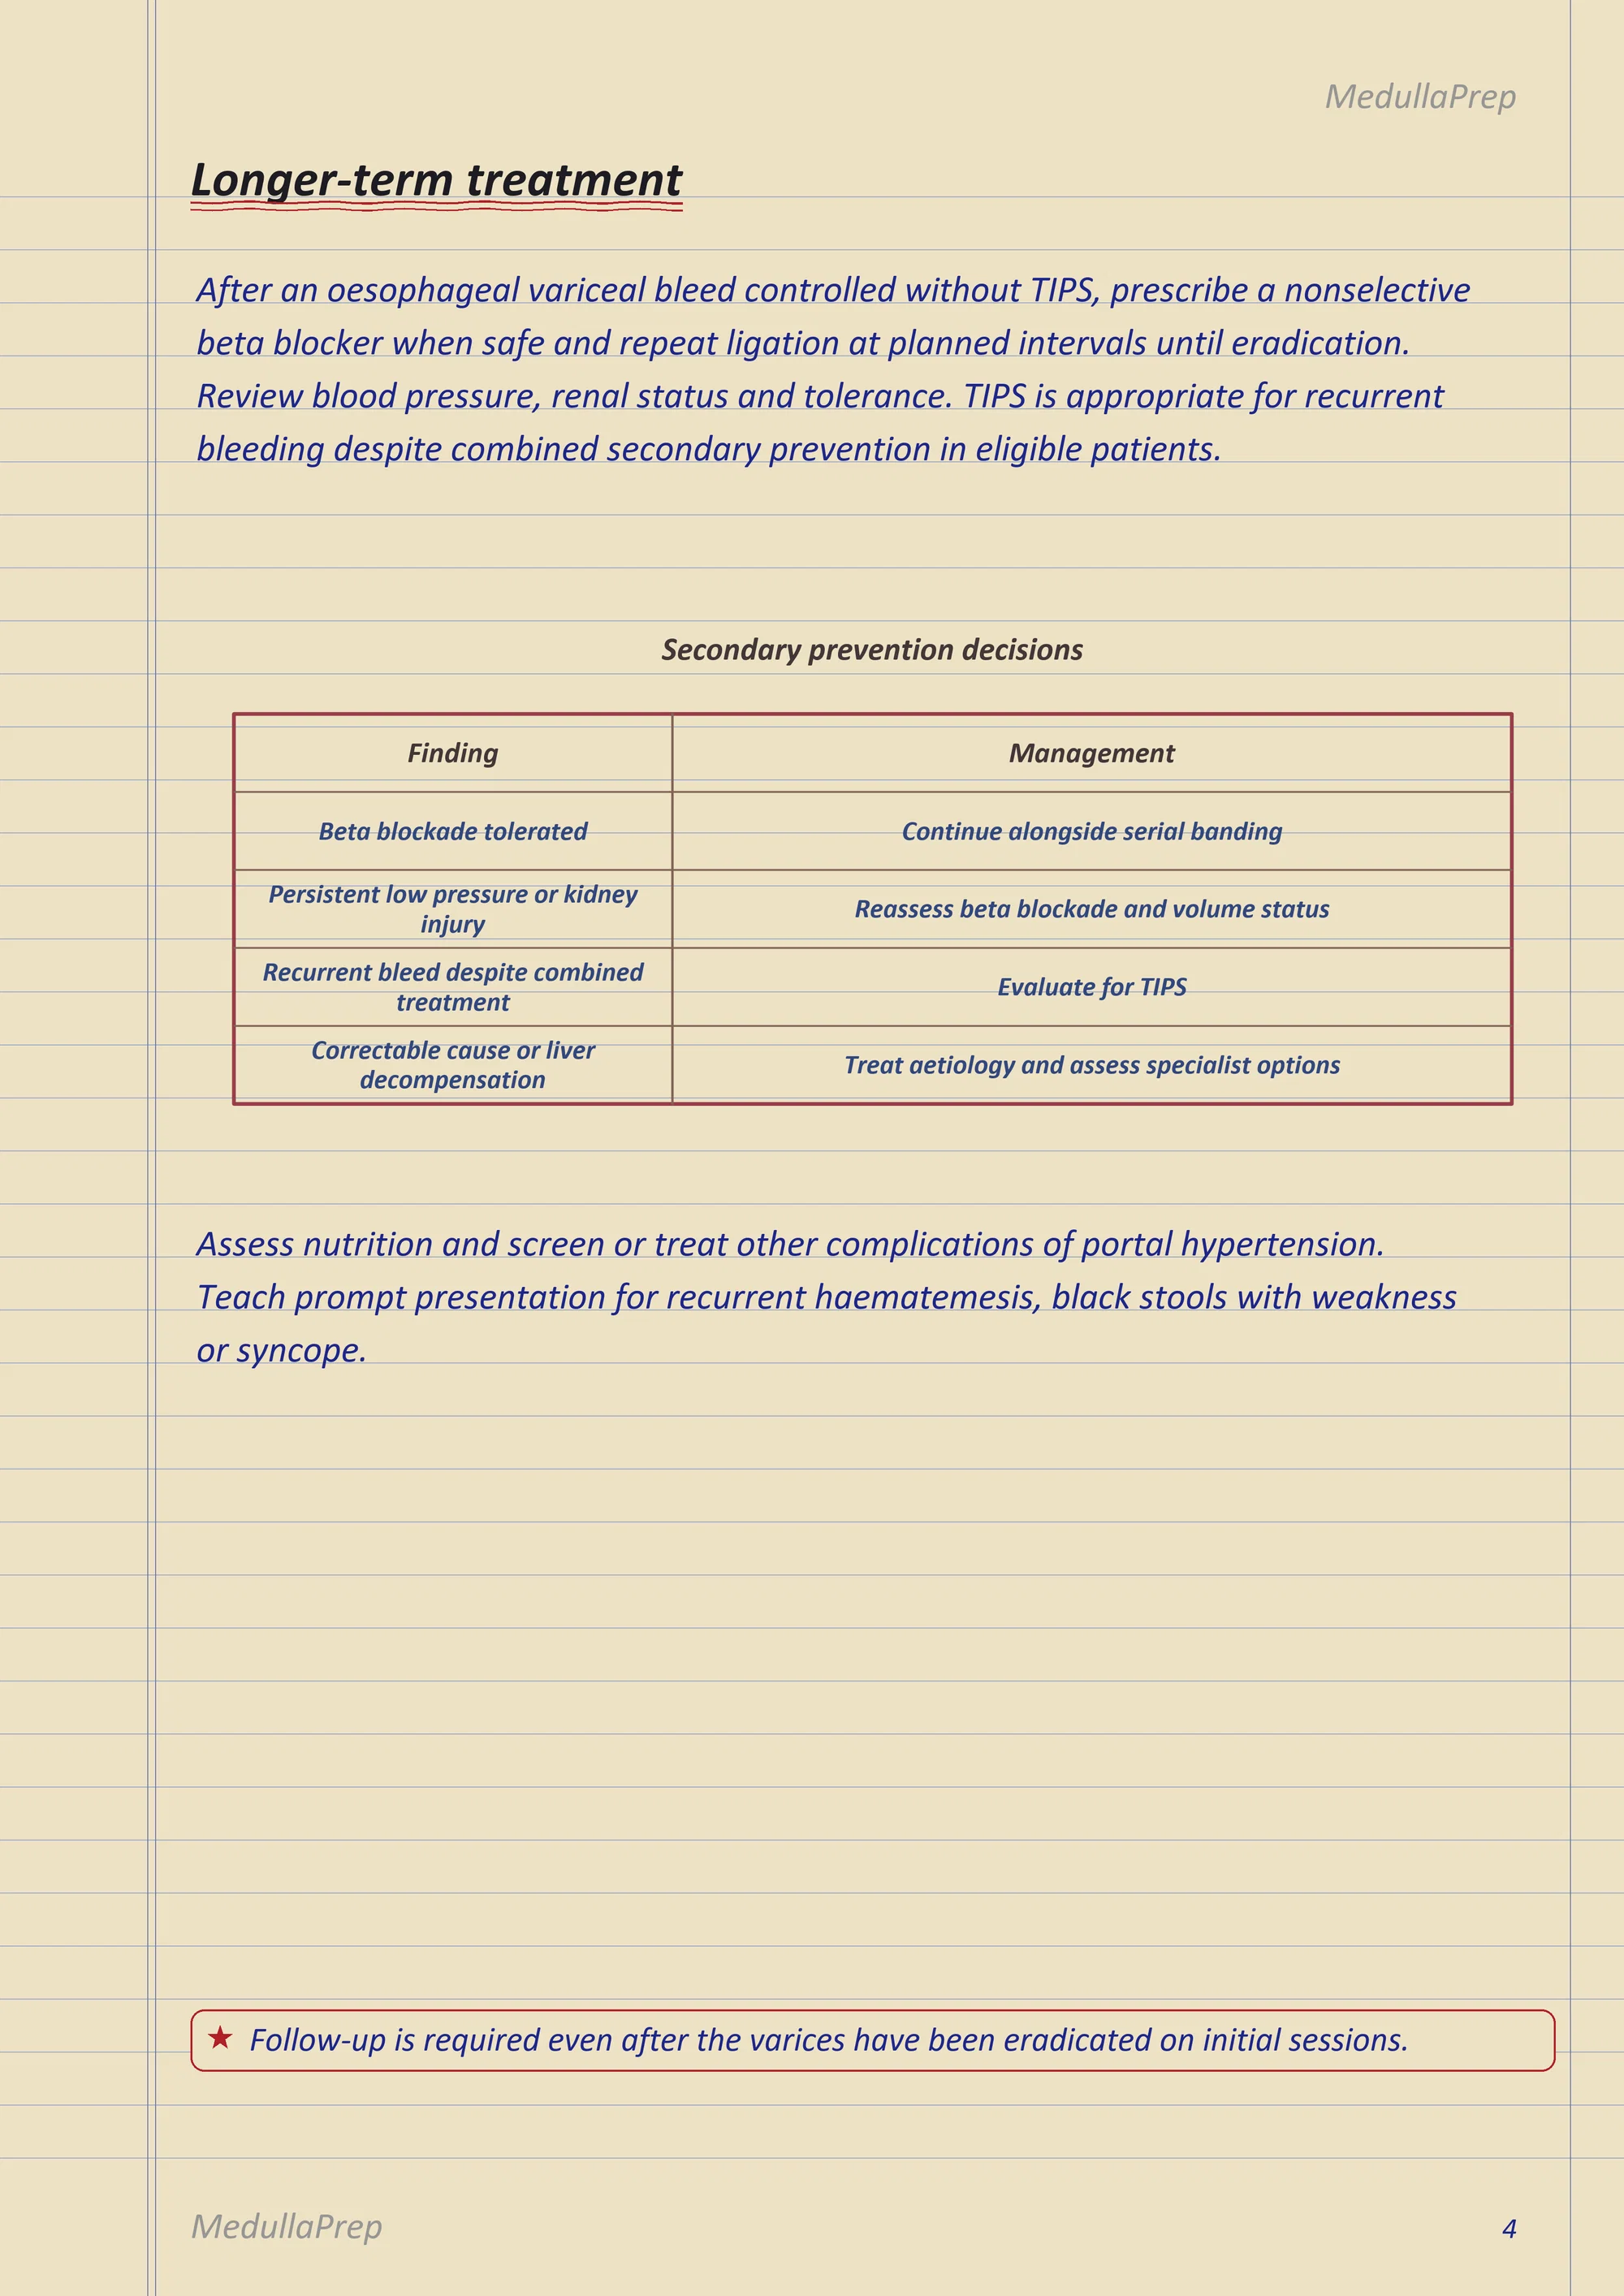 MedullaPrep
Longer-term treatment
After an oesophageal variceal bleed controlled without TIPS, prescribe a nonselective
beta blocker when safe and repeat ligation at planned intervals until eradication.
Review blood pressure, renal status and tolerance. TIPS is appropriate for recurrent
bleeding despite combined secondary prevention in eligible patients.
Secondary prevention decisions
Finding Management
Beta blockade tolerated Continue alongside serial banding
Persistent low pressure or kidney
injury Reassess beta blockade and volume status
Recurrent bleed despite combined
treatment Evaluate for TIPS
Correctable cause or liver
decompensation Treat aetiology and assess specialist options
Assess nutrition and screen or treat other complications of portal hypertension.
Teach prompt presentation for recurrent haematemesis, black stools with weakness
or syncope.
★ Follow-up is required even after the varices have been eradicated on initial sessions.
MedullaPrep 4